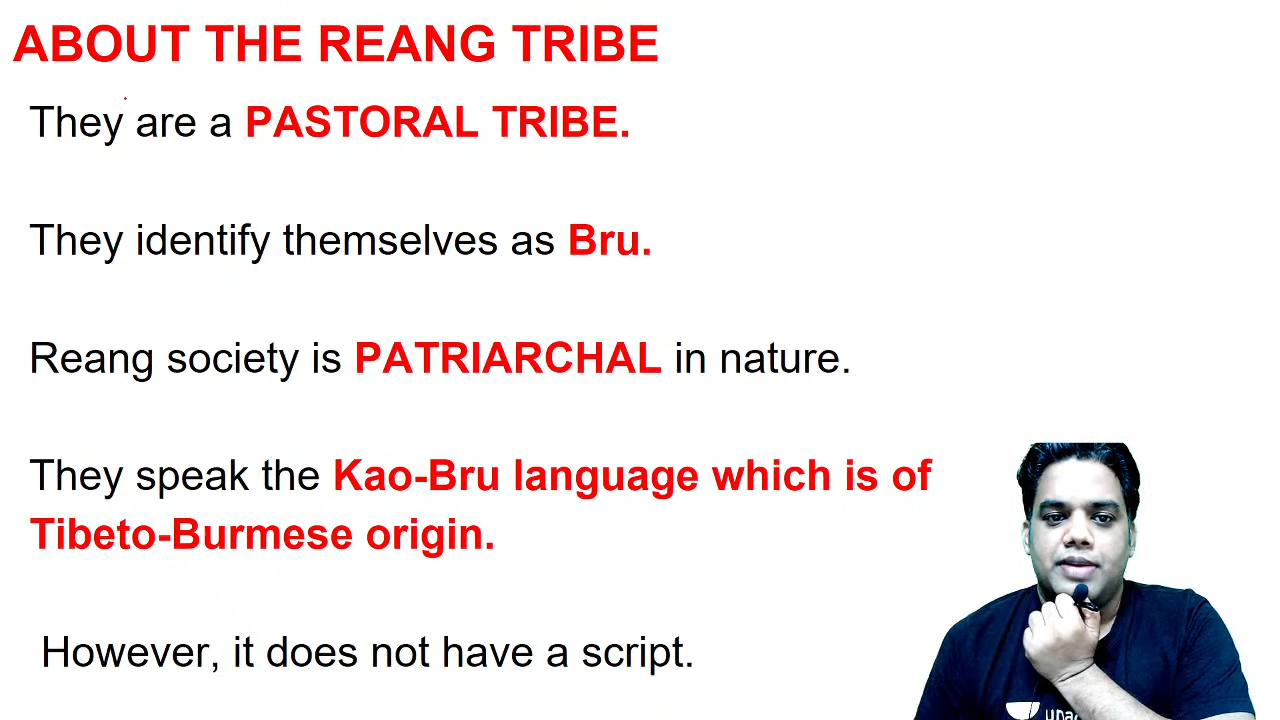 ABOUT THE REANG TRIBE
They are a PASTORAL TRIBE.
They identify themselves as Bru.
Reang society is PATRIARCHAL in nature.
They speak the Kao-Bru language which is of
Tibeto-Burmese origin.
However, it does not have a script.